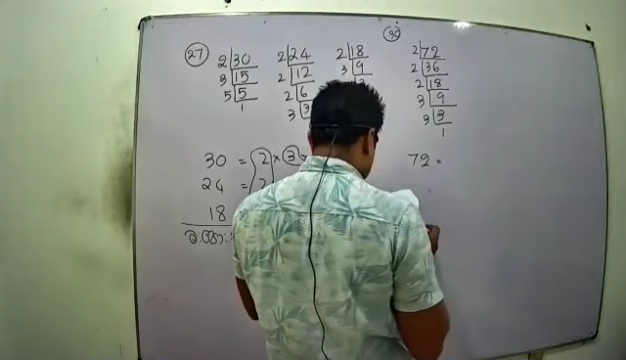 27
2 | 30
3 | 15
5 | 5
1
2 | 24
2 | 12
2 | 6
3 | 3
2 | 18
3 | 9
30
2 | 72
2 | 36
2 | 18
3 | 9
3 | 3
1
30 = 2 × 3 ×
24 = 2
18
72 =